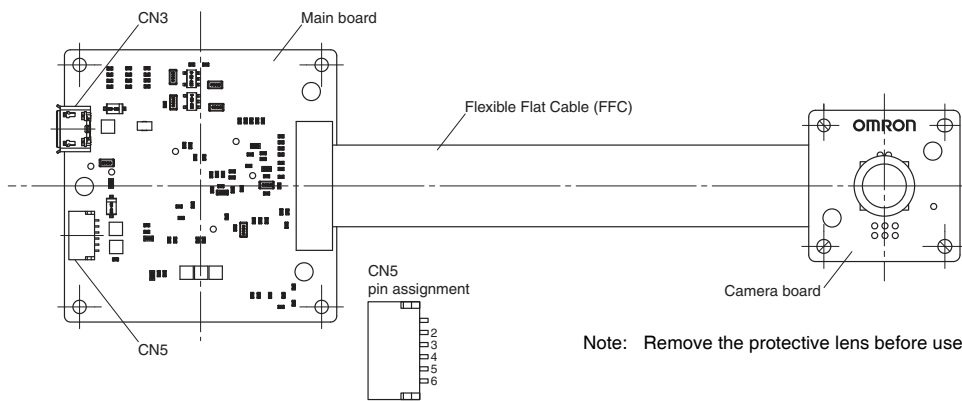 CN3
Main board
Flexible Flat Cable (FFC)
OMRON
CN5
pin assignment
2
3
4
5
6
Camera board
CN5
Note: Remove the protective lens before use